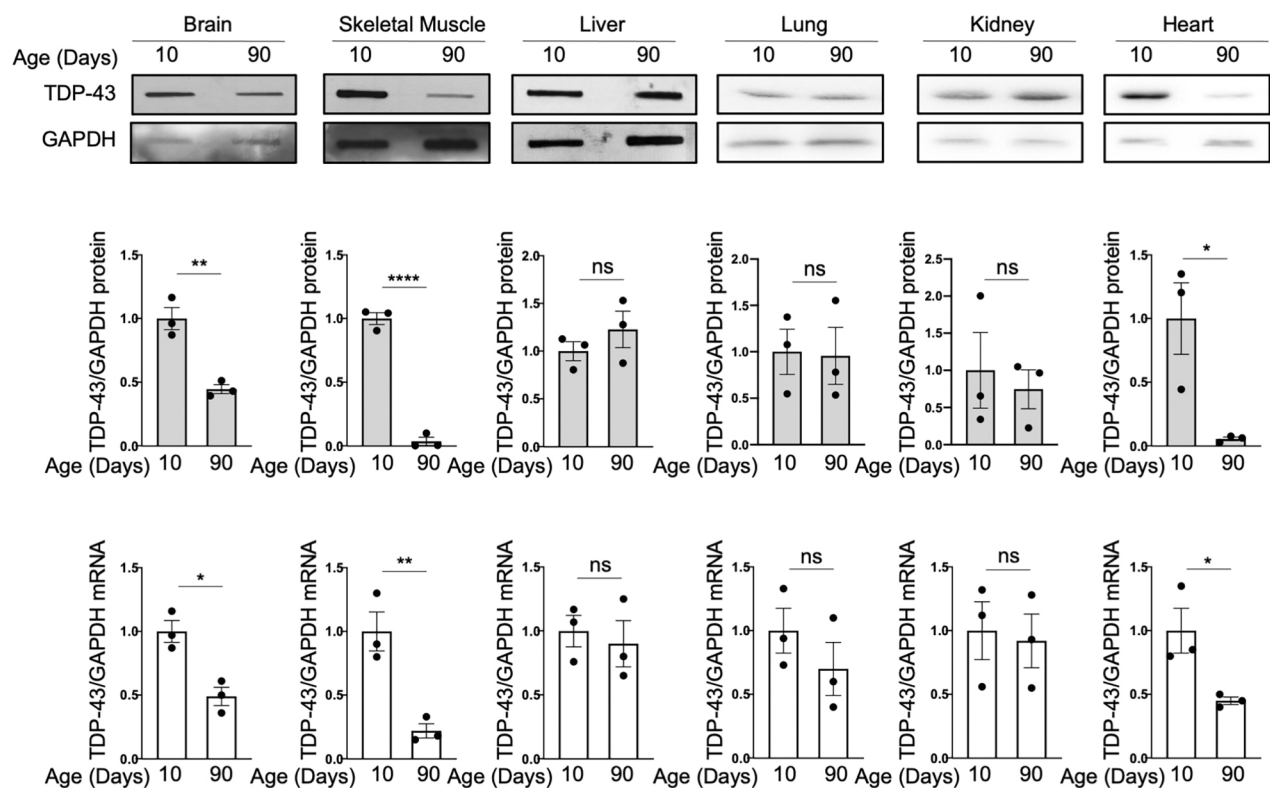 Brain Skeletal Muscle Liver Lung Kidney Heart
Age (Days) 10 90 10 90 10 90 10 90 10 90 10 90
TDP-43
GAPDH
TDP-43/GAPDH protein
1.5
1.0
0.5
0.0
**
Age (Days) 10 90
TDP-43/GAPDH protein
1.5
1.0
0.5
0.0
****
Age (Days) 10 90
TDP-43/GAPDH protein
2.0
1.5
1.0
0.5
0.0
ns
Age (Days) 10 90
TDP-43/GAPDH protein
2.0
1.5
1.0
0.5
0.0
ns
Age (Days) 10 90
TDP-43/GAPDH protein
2.5
2.0
1.5
1.0
0.5
0.0
ns
Age (Days) 10 90
TDP-43/GAPDH protein
1.5
1.0
0.5
0.0
*
Age (Days) 10 90
TDP-43/GAPDH mRNA
1.5
1.0
0.5
0.0
*
Age (Days) 10 90
TDP-43/GAPDH mRNA
1.5
1.0
0.5
0.0
**
Age (Days) 10 90
TDP-43/GAPDH mRNA
1.5
1.0
0.5
0.0
ns
Age (Days) 10 90
TDP-43/GAPDH mRNA
1.5
1.0
0.5
0.0
ns
Age (Days) 10 90
TDP-43/GAPDH mRNA
1.5
1.0
0.5
0.0
ns
Age (Days) 10 90
TDP-43/GAPDH mRNA
1.5
1.0
0.5
0.0
*
Age (Days) 10 90